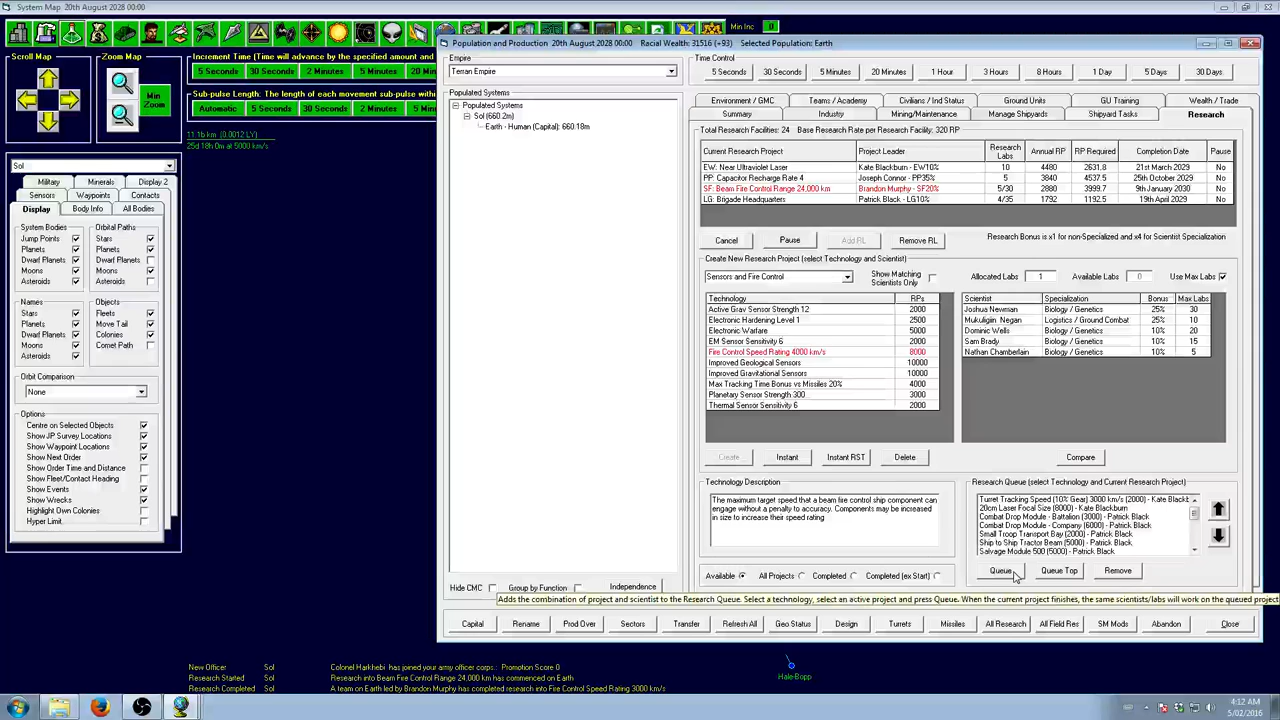 System Map 20th August 2028 00:00
Min Inc
0
Scroll Map
Zoom Map
Min
Zoom
Increment Time (Time will advance by the specified amount and
5 Seconds
30 Seconds
2 Minutes
5 Minutes
20 Min
Sub-pulse Length: The length of each movement sub-pulse within
Automatic
5 Seconds
30 Seconds
2 Minutes
25d 18h 0m at 5000 km/s
Sol
Military
Minerals
Display 2
Sensors
Waypoints
Contacts
Display
Body Info
All Bodies
System Bodies
Orbital Paths
Jump Points
Stars
Planets
Planets
Dwarf Planets
Dwarf Planets
Moons
Moons
Asteroids
Asteroids
Names
Objects
Stars
Fleets
Planets
Move Tail
Dwarf Planets
Colonies
Moons
Comet Path
Asteroids
Orbit Comparison
None
Options
Centre on Selected Objects
Show JP Survey Locations
Show Waypoint Locations
Show Next Order
Show Order Time and Distance
Show Fleet/Contact Heading
Show Events
Show Wrecks
Highlight Own Colonies
Hyper Limit
Racial Wealth: 31516 (+93)
Selected Population: Earth
Empire
Terran Empire
Populated Systems
Populated Systems
Sol (660.2m)
Earth - Human (Capital): 660.18m
Hide CMC
Group by Function
Independence
Time Control
5 Seconds
30 Seconds
5 Minutes
20 Minutes
1 Hour
3 Hours
8 Hours
1 Day
5 Days
30 Days
Environment / GMC
Teams / Academy
Civilians / Ind Status
Ground Units
GU Training
Wealth / Trade
Summary
Industry
Mining/Maintenance
Manage Shipyards
Shipyard Tasks
Research
Total Research Facilities: 24 Base Research Rate per Research Facility: 320 RP
Current Research Project
Project Leader
Research Labs
Annual RP
RP Required
Completion Date
Pause
EW: Near Ultraviolet Laser
Kate Blackburn - EW10%
10
4480
2631.8
21st March 2029
No
PP: Capacitor Recharge Rate 4
Joseph Connor - PP35%
5
3840
4537.5
25th October 2029
No
SF: Beam Fire Control Range 24,000 km
Brandon Murphy - SF20%
5/30
2880
3999.7
9th January 2030
No
LG: Brigade Headquarters
Patrick Black - LG10%
4/35
1792
1192.5
19th April 2029
No
Cancel
Pause
Add RL
Remove RL
Research Bonus is x1 for non-Specialized and x4 for Scientist Specialization
Create New Research Project (select Technology and Scientist)
Sensors and Fire Control
Show Matching
Scientists Only
Allocated Labs
1
Available Labs
0
Use Max Labs
Technology
RPs
Active Grav Sensor Strength 12
2000
Electronic Hardening Level 1
2500
Electronic Warfare
5000
EM Sensor Sensitivity 6
2000
Fire Control Speed Rating 4000 km/s
8000
Improved Geological Sensors
10000
Improved Gravitational Sensors
10000
Max Tracking Time Bonus vs Missiles 20%
4000
Planetary Sensor Strength 300
3000
Thermal Sensor Sensitivity 6
2000
Scientist
Specialization
Bonus
Max Labs
Joshua Newman
Biology / Genetics
25%
30
Mukuligin Negan
Logistics / Ground Combat
25%
10
Dominic Wells
Biology / Genetics
10%
20
Sam Brady
Biology / Genetics
10%
15
Nathan Chamberlain
Biology / Genetics
10%
5
Create
Instant
Instant RST
Delete
Compare
Technology Description
The maximum target speed that a beam fire control ship component can
engage without a penalty to accuracy. Components may be increased
in size to increase their speed rating
Research Queue (select Technology and Current Research Project)
Turret Tracking Speed (10% Gear) 3000 km/s (2000) - Kate Blackb
20cm Laser Focal Size (8000) - Kate Blackburn
Combat Drop Module - Battalion (3000) - Patrick Black
Combat Drop Module - Company (6000) - Patrick Black
Small Troop Transport Bay (2000) - Patrick Black
Ship to Ship Tractor Beam (5000) - Patrick Black
Salvage Module 500 (5000) - Patrick Black
Available
All Projects
Completed
Completed (ex Start)
Queue
Queue Top
Remove
Adds the combination of project and scientist to the Research Queue. Select a technology, select an active project and press Queue. When the current project finishes, the same scientists/labs will work on the queued project
Capital
Rename
Prod Over
Sectors
Transfer
Refresh All
Geo Status
Design
Turrets
Missiles
All Research
All Field Res
SM Mods
Abandon
Close
New Officer
Sol
Colonel Harkhebi has joined your army officer corps.: Promotion Score 0
Research Started
Sol
Research into Beam Fire Control Range 24,000 km has commenced on Earth
Research Completed
Sol
A team on Earth led by Brandon Murphy has completed research into Fire Control Speed Rating 3000 km/s
Hale-Bopp
4:12 AM
5/02/2016